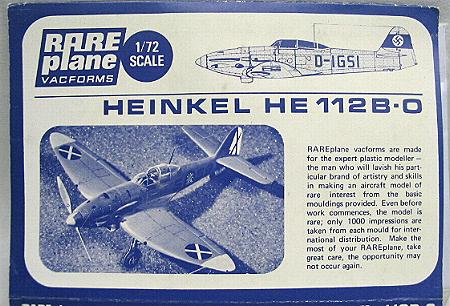 RARE
plane
VACFORMS
1/72
SCALE
D-IGSI
HEINKEL HE 112B-O
RAREplane vacforms are made
for the expert plastic modeller –
the man who will lavish his par-
ticular brand of artistry and skills
in making an aircraft model of
rare interest from the basic
mouldings provided. Even before
work commences, the model is
rare; only 1000 impressions are
taken from each mould for inter-
national distribution. Make the
most of your RAREplane, take
great care, the opportunity may
not occur again.